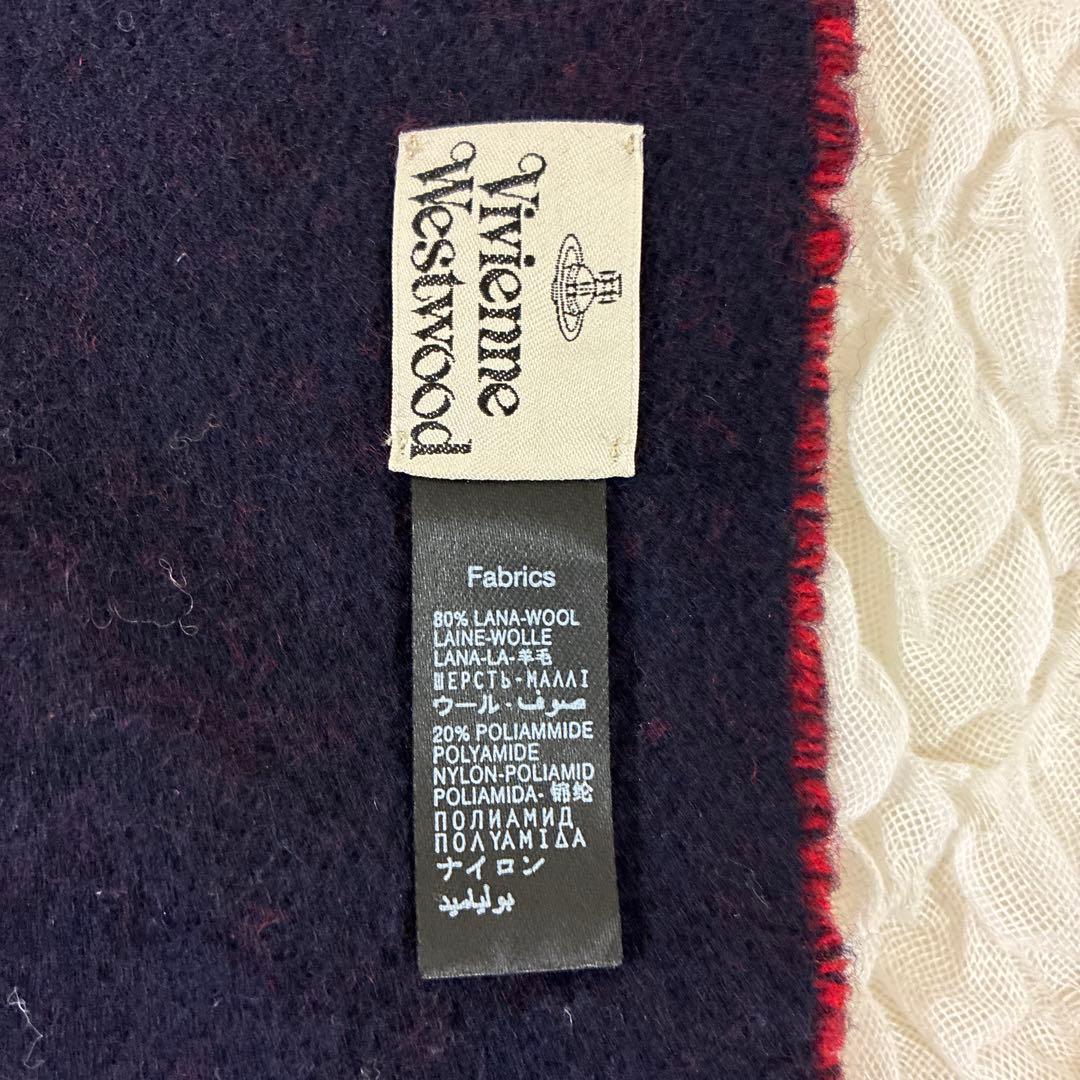 Vivienne
Westwood
Fabrics
80% LANA-WOOL
LAINE-WOLLE
LANA-LA-羊毛
ШЕРСТЬ-ΜΑΛΛΙ
ウール・صوف
20% POLIAMMIDE
POLYAMIDE
NYLON-POLIAMID
POLIAMIDA-锦纶
ПОЛИАМИД
ΠΟΛΥΑΜΙΔΑ
ナイロン
بولياميد